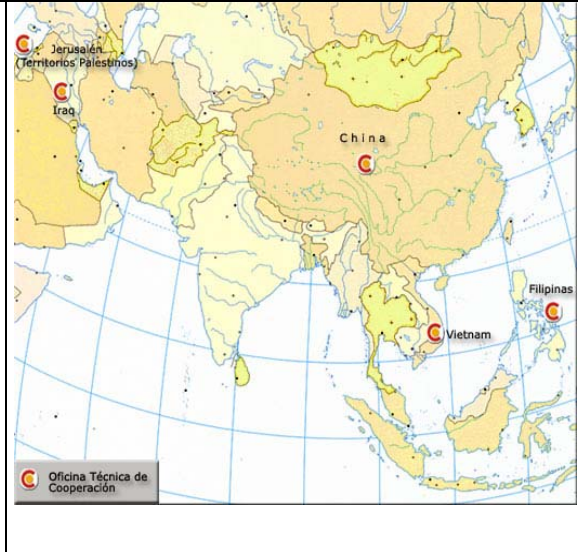 Jerusalén
(Territorios Palestinos)
Iraq
China
Filipinas
Vietnam
Oficina Técnica de
Cooperación